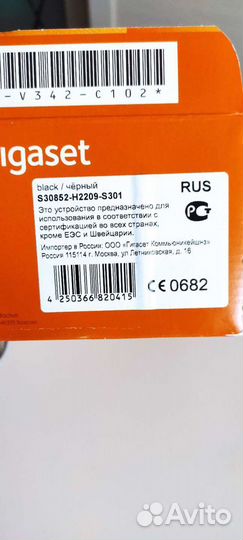 -V342-C102*
igaset
black / чёрный
RUS
S30852-H2209-S301
Это устройство предназначено для
использования в соответствии с
сертификацией во всех странах,
кроме ЕЭС и Швейцарии.
Импортер в России: ООО «Гигасет Коммьюникейшнз»
Россия 115114 г. Москва, ул Летниковская, д. 16
4 250366 820415
CE 0682
Avito